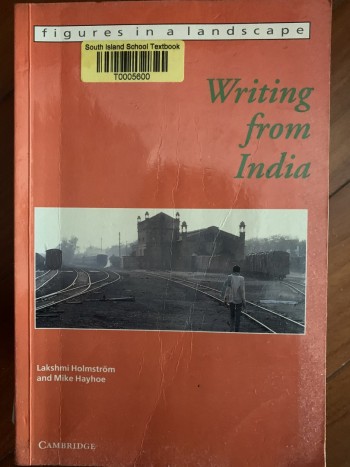 figures in a landscape
South Island School Textbook
T0005600
Writing
from
India
Lakshmi Holmström
and Mike Hayhoe
CAMBRIDGE